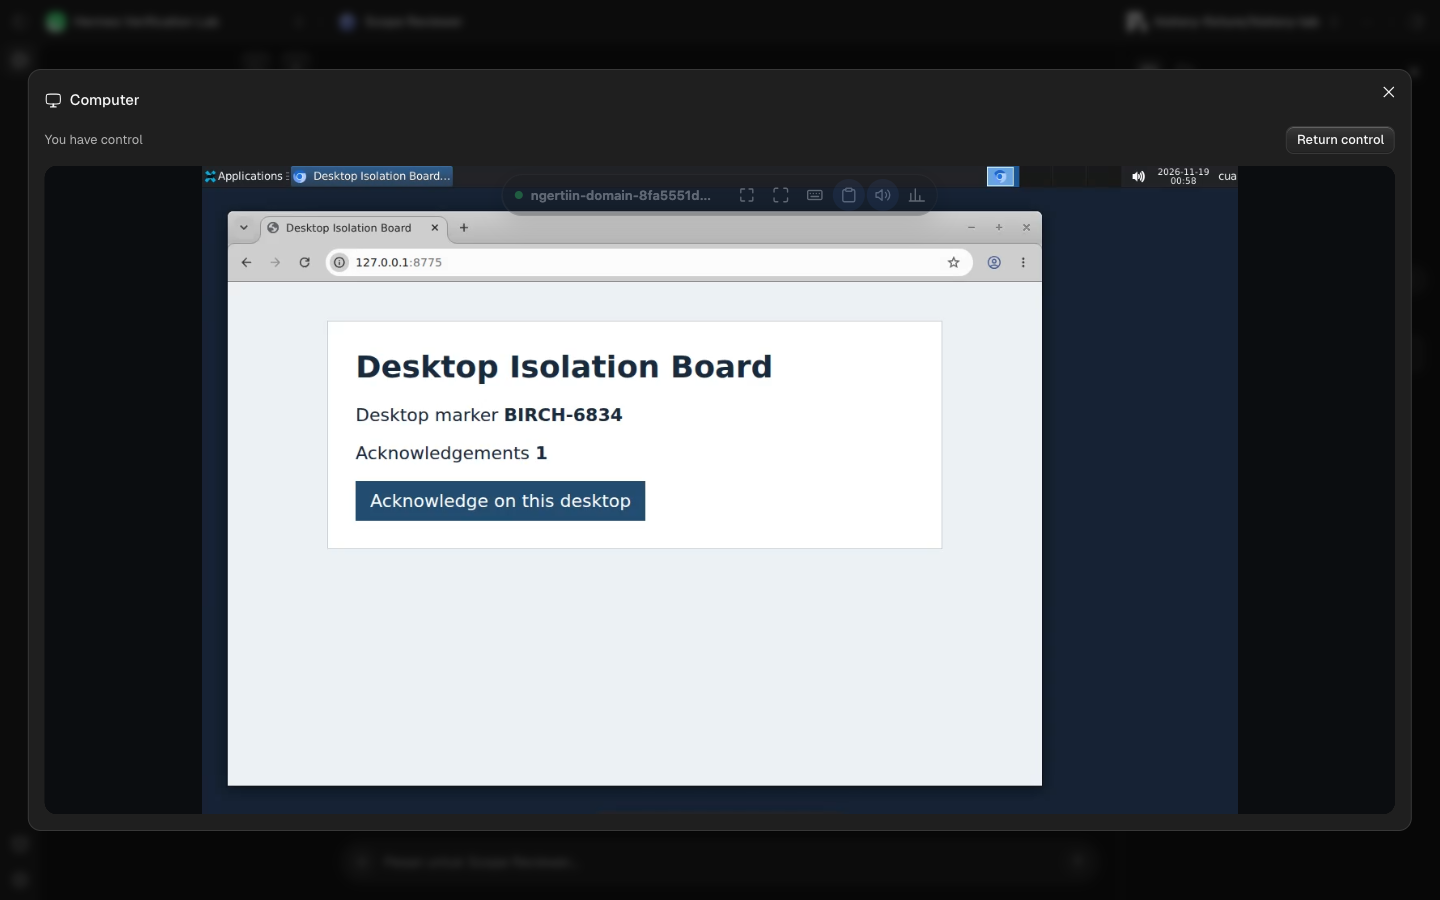 Computer
You have control
Return control
Applications
Desktop Isolation Board...
2026-11-19
00:58
cua
ngertiin-domain-8fa5551d...
Desktop Isolation Board
127.0.0.1:8775
Desktop Isolation Board
Desktop marker BIRCH-6834
Acknowledgements 1
Acknowledge on this desktop